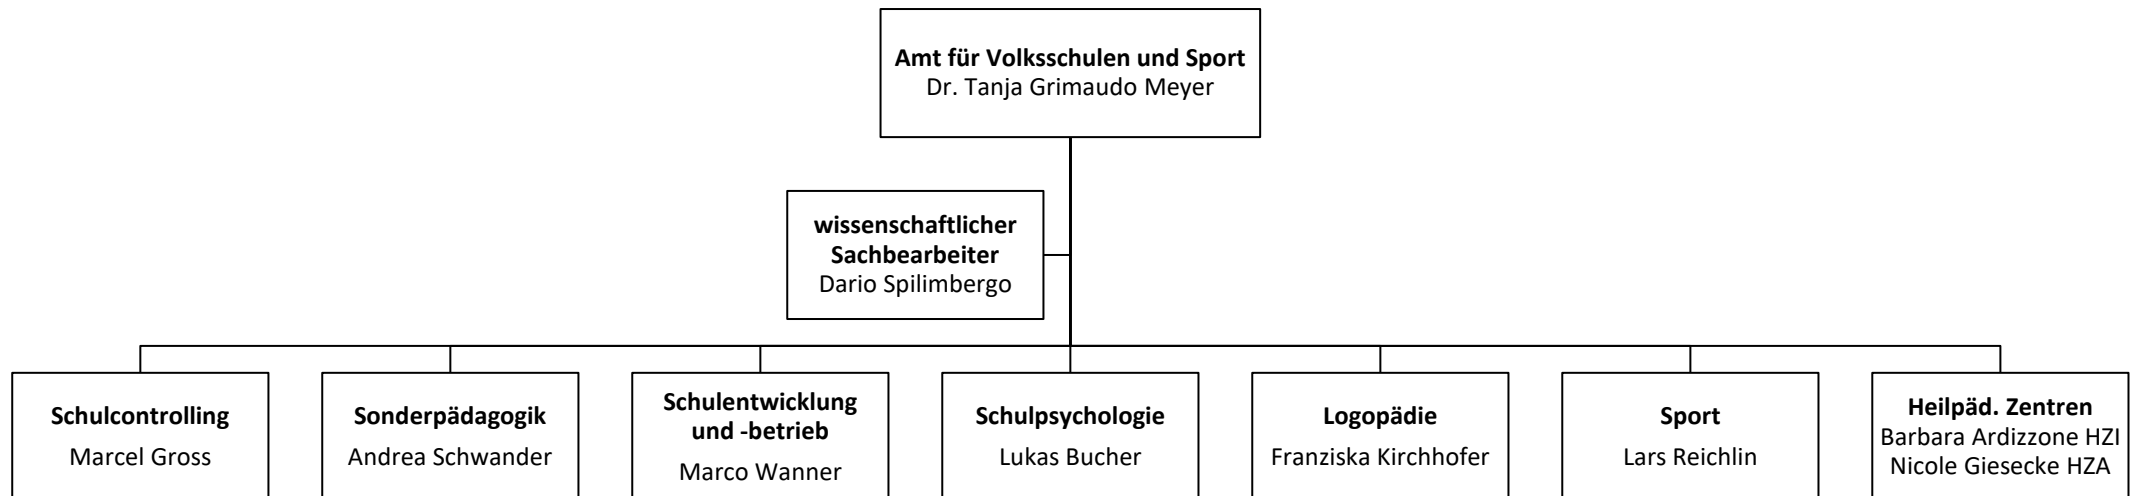 Amt für Volksschulen und Sport
Dr. Tanja Grimaudo Meyer
wissenschaftlicher
Sachbearbeiter
Dario Spilimbergo
Schulcontrolling
Marcel Gross
Sonderpädagogik
Andrea Schwander
Schulentwicklung
und -betrieb
Marco Wanner
Schulpsychologie
Lukas Bucher
Logopädie
Franziska Kirchhofer
Sport
Lars Reichlin
Heilpäd. Zentren
Barbara Ardizzone HZI
Nicole Giesecke HZA